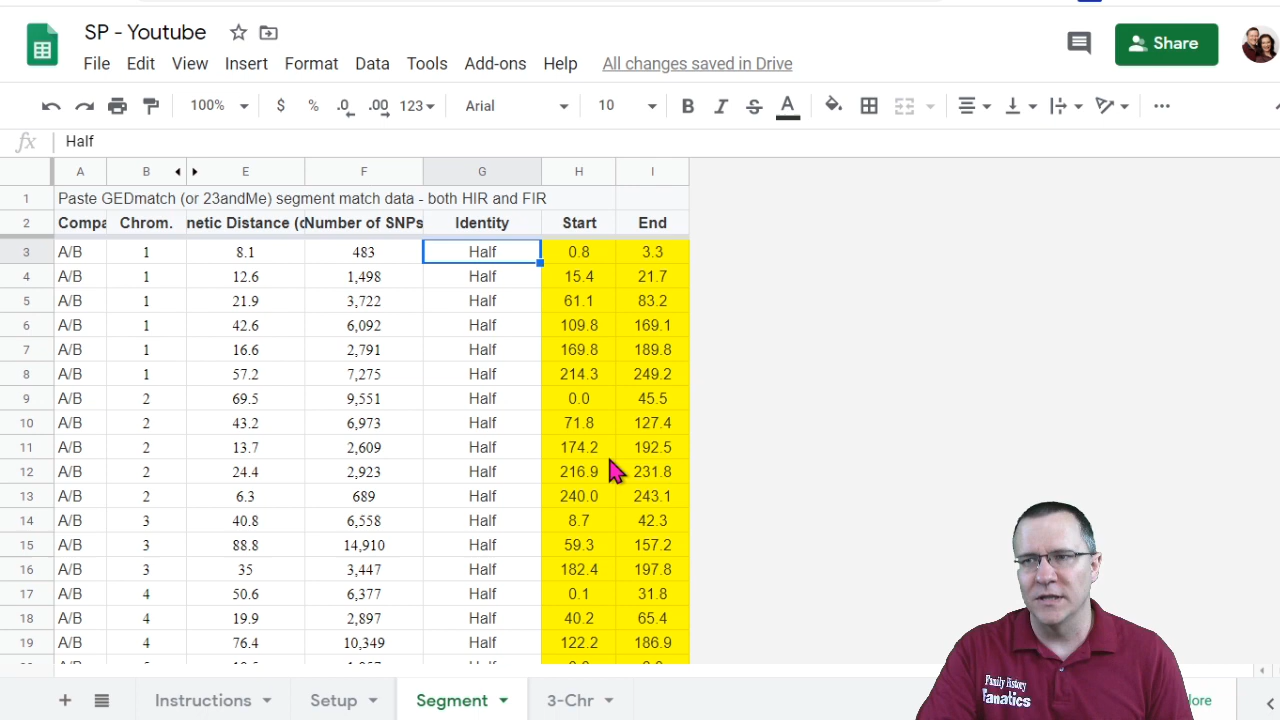 SP - Youtube
File Edit View Insert Format Data Tools Add-ons Help All changes saved in Drive
Share
100% $ % .0 .00 123 Arial 10 B I S A
fx Half
A B E F G H I
1 Paste GEDmatch (or 23andMe) segment match data - both HIR and FIR
2 Compa Chrom. netic Distance (c Number of SNPs Identity Start End
3 A/B 1 8.1 483 Half 0.8 3.3
4 A/B 1 12.6 1,498 Half 15.4 21.7
5 A/B 1 21.9 3,722 Half 61.1 83.2
6 A/B 1 42.6 6,092 Half 109.8 169.1
7 A/B 1 16.6 2,791 Half 169.8 189.8
8 A/B 1 57.2 7,275 Half 214.3 249.2
9 A/B 2 69.5 9,551 Half 0.0 45.5
10 A/B 2 43.2 6,973 Half 71.8 127.4
11 A/B 2 13.7 2,609 Half 174.2 192.5
12 A/B 2 24.4 2,923 Half 216.9 231.8
13 A/B 2 6.3 689 Half 240.0 243.1
14 A/B 3 40.8 6,558 Half 8.7 42.3
15 A/B 3 88.8 14,910 Half 59.3 157.2
16 A/B 3 35 3,447 Half 182.4 197.8
17 A/B 4 50.6 6,377 Half 0.1 31.8
18 A/B 4 19.9 2,897 Half 40.2 65.4
19 A/B 4 76.4 10,349 Half 122.2 186.9
Instructions Setup Segment 3-Chr
Family History
Fanatics